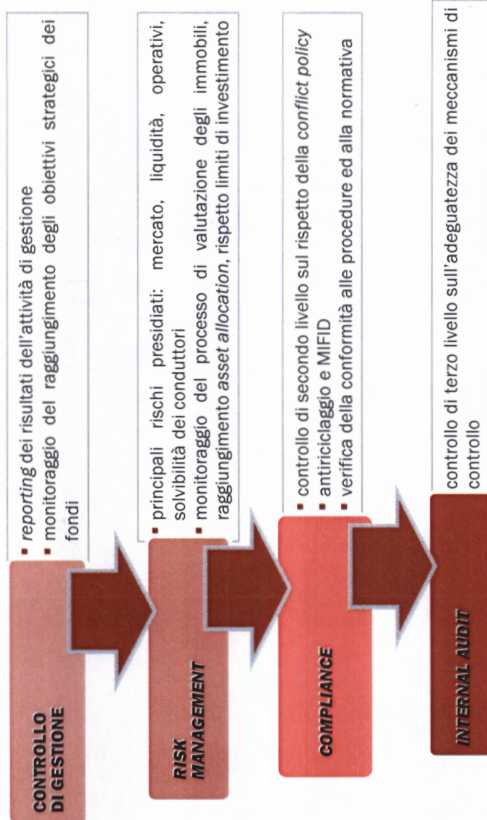 CONTROLLO
DI GESTIONE
▪ reporting dei risultati dell'attività di gestione
▪ monitoraggio del raggiungimento degli obiettivi strategici dei
fondi
RISK
MANAGEMENT
▪ principali rischi presidiati: mercato, liquidità, operativi,
solvibilità dei conduttori
▪ monitoraggio del processo di valutazione degli immobili,
raggiungimento asset allocation, rispetto limiti di investimento
COMPLIANCE
▪ controllo di secondo livello sul rispetto della conflict policy
▪ antiriciclaggio e MIFID
▪ verifica della conformità alle procedure ed alla normativa
INTERNAL AUDIT
controllo di terzo livello sull'adeguatezza dei meccanismi di
controllo